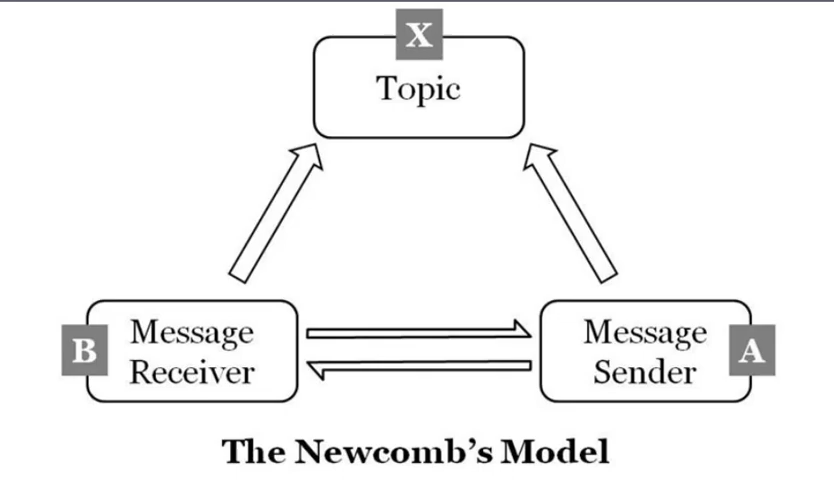 X
Topic
B
Message
Receiver
Message
Sender
A
The Newcomb's Model